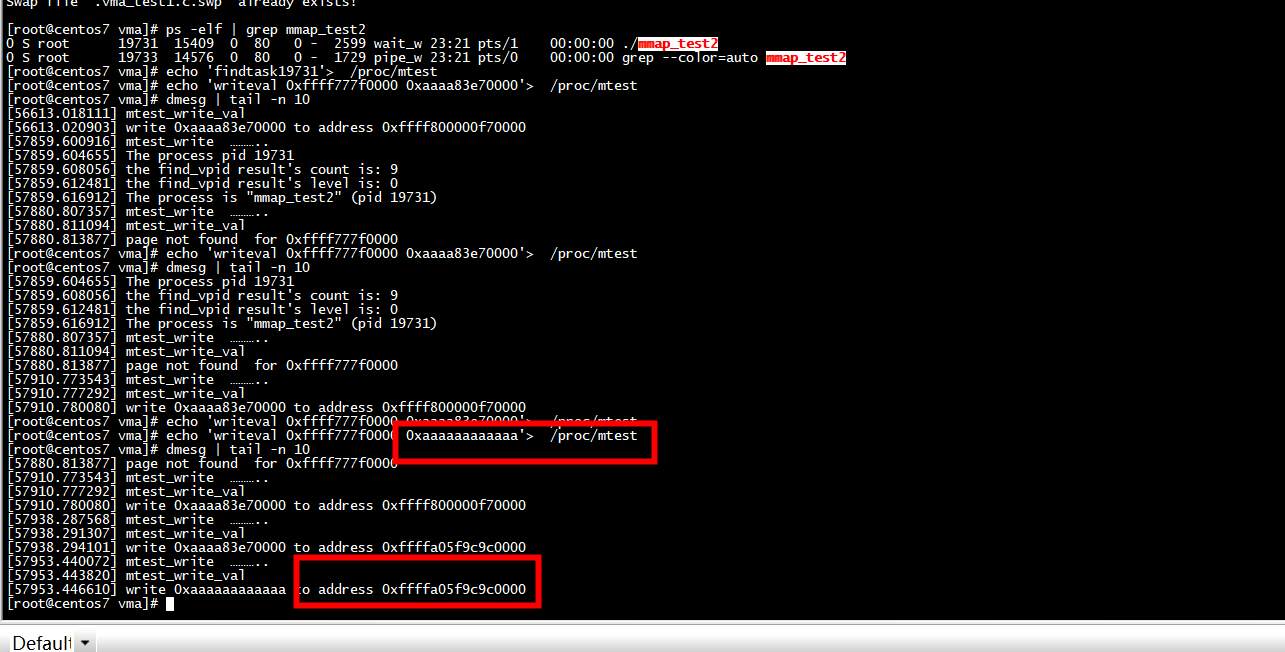 Swap file ".vma_test1.c.swp" already exists!
[root@centos7 vma]# ps -elf | grep mmap_test2
0 S root     19731 15409  0  80   0 -  2599 wait_w 23:21 pts/1    00:00:00 ./mmap_test2
0 S root     19733 14576  0  80   0 -  1729 pipe_w 23:21 pts/0    00:00:00 grep --color=auto mmap_test2
[root@centos7 vma]# echo 'findtask19731'>  /proc/mtest
[root@centos7 vma]# echo 'writeval 0xffff777f0000 0xaaaa83e70000'>  /proc/mtest
[root@centos7 vma]# dmesg | tail -n 10
[56613.018111] mtest_write_val
[56613.020903] write 0xaaaa83e70000 to address 0xffff800000f70000
[57859.600916] mtest_write  ………..
[57859.604655] The process pid 19731
[57859.608056] the find_vpid result's count is: 9
[57859.612481] the find_vpid result's level is: 0
[57859.616912] The process is "mmap_test2" (pid 19731)
[57880.807357] mtest_write  ………..
[57880.811094] mtest_write_val
[57880.813877] page not found  for 0xffff777f0000
[root@centos7 vma]# echo 'writeval 0xffff777f0000 0xaaaa83e70000'>  /proc/mtest
[root@centos7 vma]# dmesg | tail -n 10
[57859.604655] The process pid 19731
[57859.608056] the find_vpid result's count is: 9
[57859.612481] the find_vpid result's level is: 0
[57859.616912] The process is "mmap_test2" (pid 19731)
[57880.807357] mtest_write  ………..
[57880.811094] mtest_write_val
[57880.813877] page not found  for 0xffff777f0000
[57910.773543] mtest_write  ………..
[57910.777292] mtest_write_val
[57910.780080] write 0xaaaa83e70000 to address 0xffff800000f70000
[root@centos7 vma]# echo 'writeval 0xffff777f0000 0xaaaa83e70000'>  /proc/mtest
[root@centos7 vma]# echo 'writeval 0xffff777f0000 0xaaaaaaaaaaaa'>  /proc/mtest
[root@centos7 vma]# dmesg | tail -n 10
[57880.813877] page not found  for 0xffff777f0000
[57910.773543] mtest_write  ………..
[57910.777292] mtest_write_val
[57910.780080] write 0xaaaa83e70000 to address 0xffff800000f70000
[57938.287568] mtest_write  ………..
[57938.291307] mtest_write_val
[57938.294101] write 0xaaaa83e70000 to address 0xffffa05f9c9c0000
[57953.440072] mtest_write  ………..
[57953.443820] mtest_write_val
[57953.446610] write 0xaaaaaaaaaaaa to address 0xffffa05f9c9c0000
[root@centos7 vma]#
Default